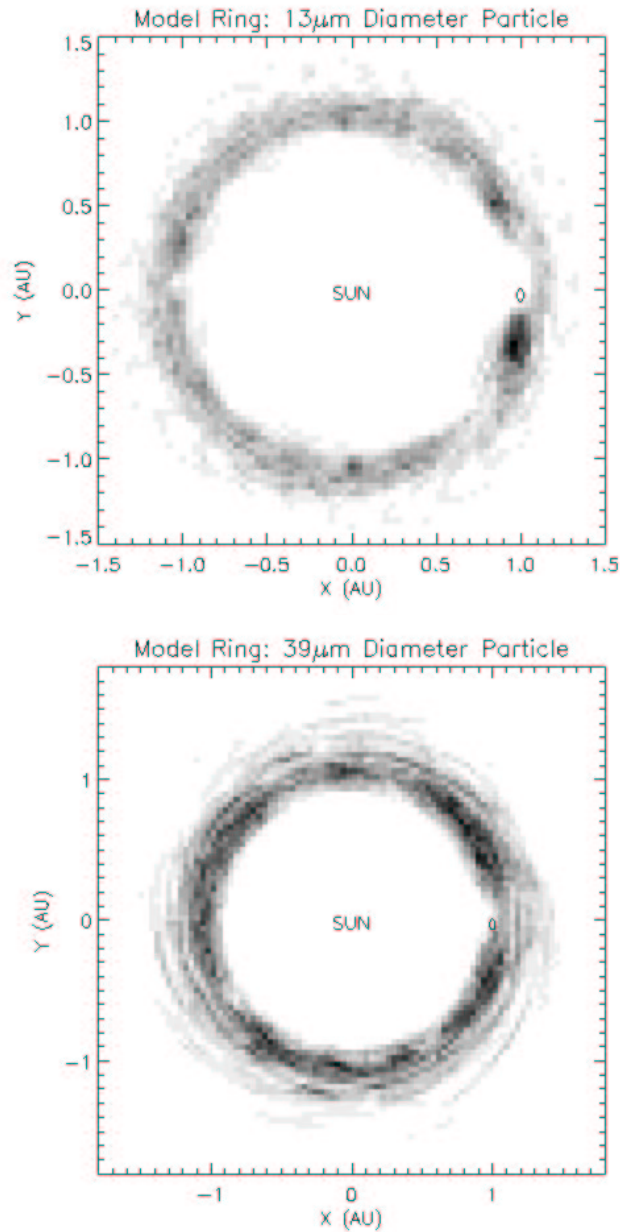 Model Ring: 13μm Diameter Particle
1.5
1.0
0.5
0.0
−0.5
−1.0
−1.5
Y (AU)
SUN
0
−1.5 −1.0 −0.5 0.0 0.5 1.0 1.5
X (AU)
Model Ring: 39μm Diameter Particle
1
0
−1
Y (AU)
SUN
0
−1 0 1
X (AU)